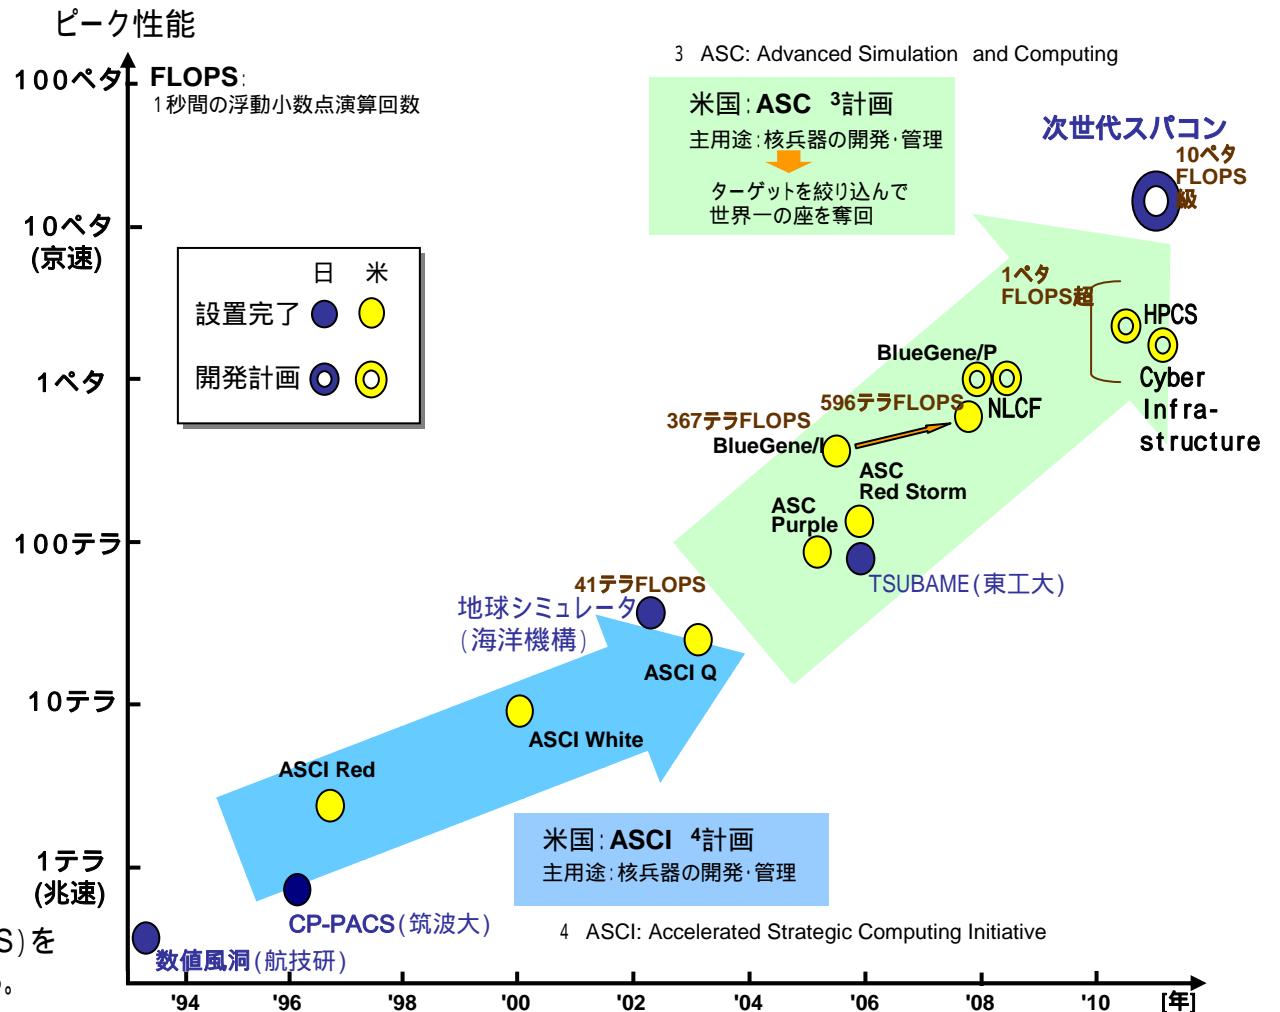 ピーク性能
100ペタ
FLOPS:
1秒間の浮動小数点演算回数
3 ASC: Advanced Simulation and Computing
米国:ASC 3計画
主用途:核兵器の開発・管理
ターゲットを絞り込んで
世界一の座を奪回
次世代スパコン
10ペタ
FLOPS
級
10ペタ
(京速)
日 米
設置完了
開発計画
1ペタ
FLOPS超
HPCS
Cyber
Infra-
structure
BlueGene/P
NLCF
1ペタ
596テラFLOPS
367テラFLOPS
BlueGene/L
ASC
Red Storm
ASC
Purple
100テラ
TSUBAME(東工大)
41テラFLOPS
地球シミュレータ
(海洋機構)
ASCI Q
10テラ
ASCI White
ASCI Red
米国:ASCI 4計画
主用途:核兵器の開発・管理
1テラ
(兆速)
CP-PACS(筑波大)
4 ASCI: Accelerated Strategic Computing Initiative
S)を
数値風洞(航技研)
。
'94 '96 '98 '00 '02 '04 '06 '08 '10 [年]